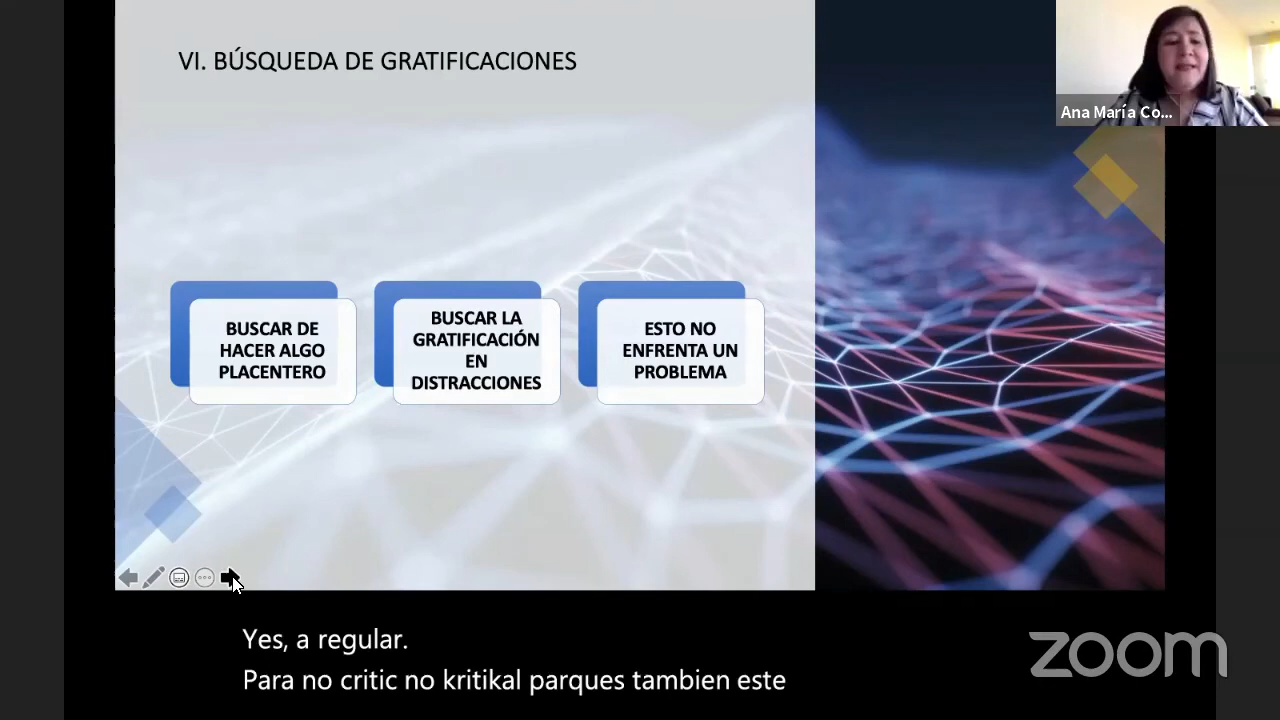 VI. BÚSQUEDA DE GRATIFICACIONES
Ana María Co...
BUSCAR DE
HACER ALGO
PLACENTERO
BUSCAR LA
GRATIFICACIÓN
EN
DISTRACCIONES
ESTO NO
ENFRENTA UN
PROBLEMA
Yes, a regular.
Para no critic no kritikal parques tambien este
zoom